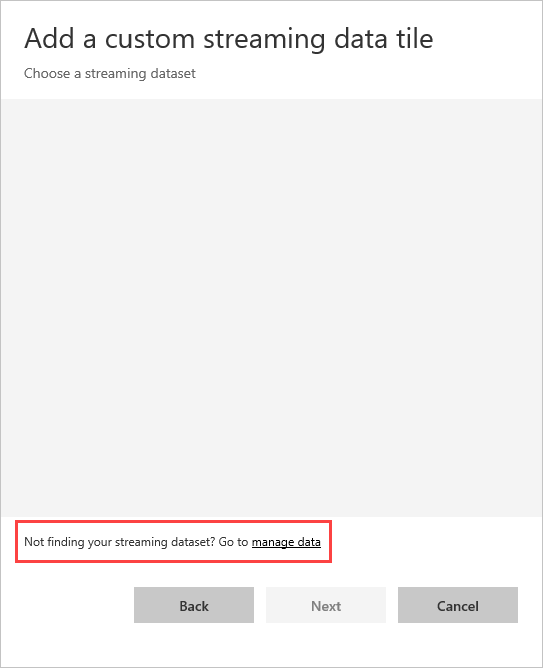 Add a custom streaming data tile
Choose a streaming dataset
Not finding your streaming dataset? Go to manage data
Back
Next
Cancel